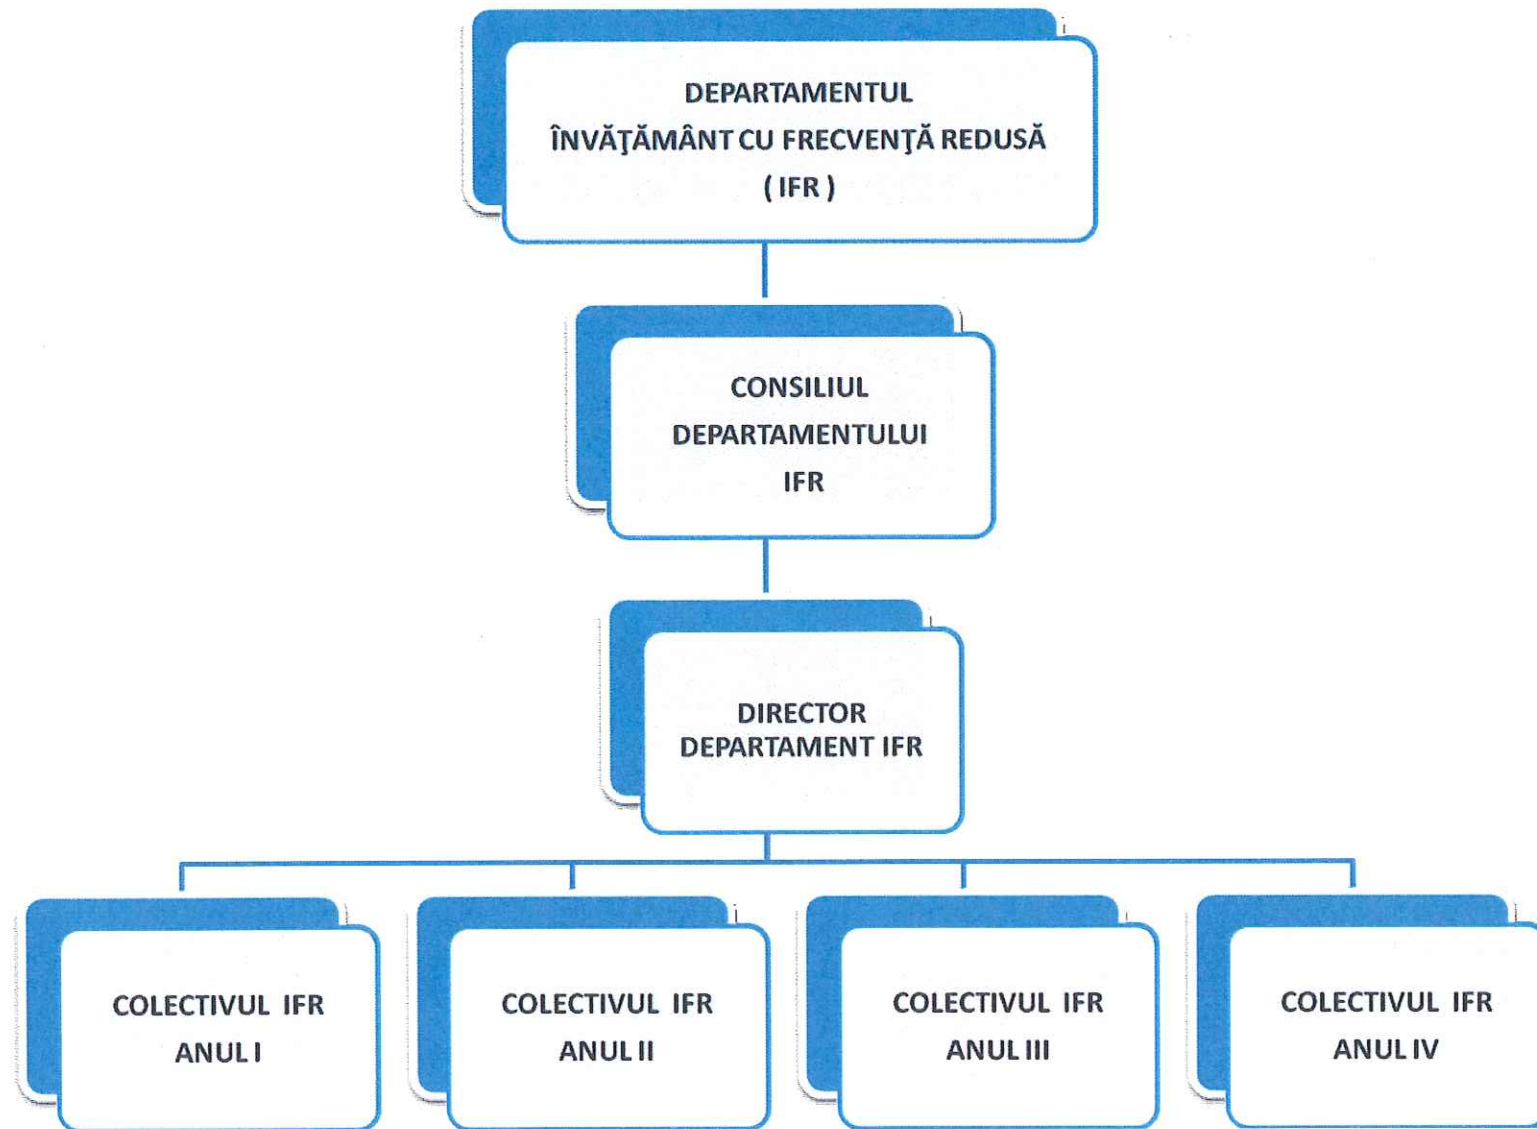 DEPARTAMENTUL
ÎNVĂŢĂMÂNT CU FRECVENŢĂ REDUSĂ
( IFR )
CONSILIUL
DEPARTAMENTULUI
IFR
DIRECTOR
DEPARTAMENT IFR
COLECTIVUL IFR
ANUL I
COLECTIVUL IFR
ANUL II
COLECTIVUL IFR
ANUL III
COLECTIVUL IFR
ANUL IV